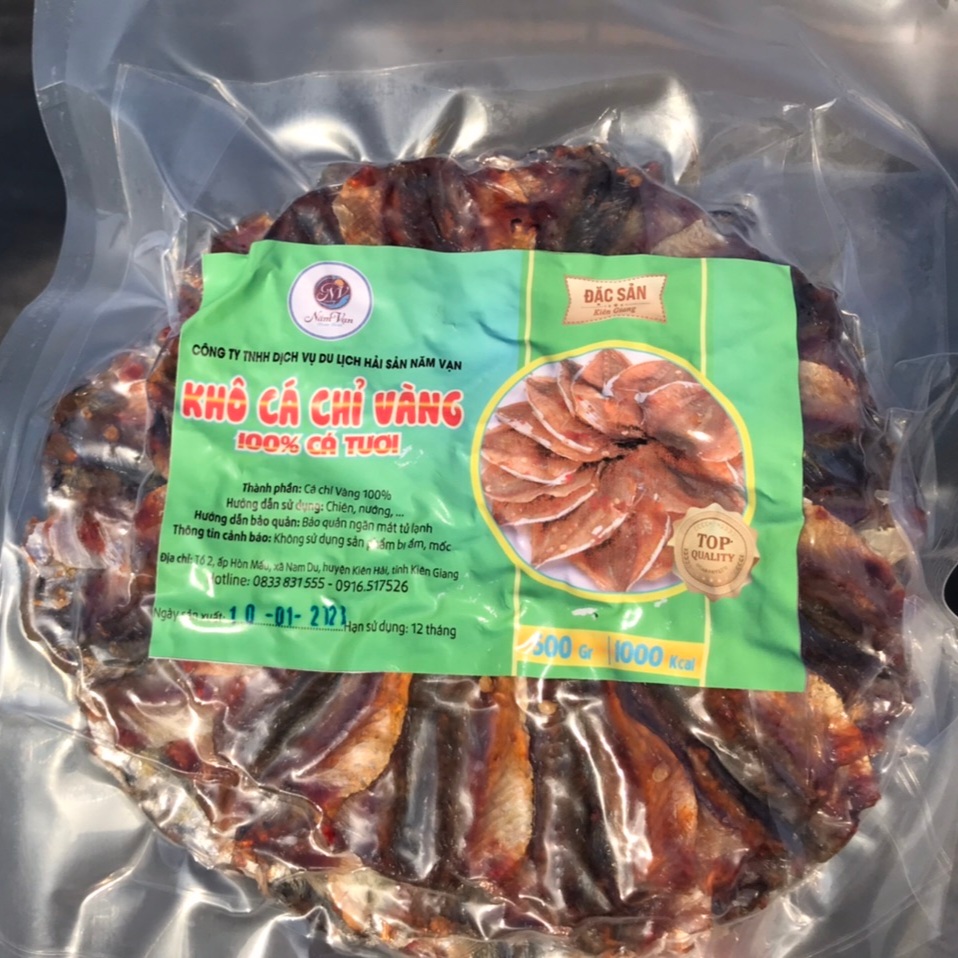 Năm Vạn
CÔNG TY TNHH DỊCH VỤ DU LỊCH HẢI SẢN NĂM VẠN
KHÔ CÁ CHỈ VÀNG
100% CÁ TƯƠI
Thành phần: Cá chỉ Vàng 100%
Hướng dẫn sử dụng: Chiên, nướng, ...
Hướng dẫn bảo quản: Bảo quản ngăn mát tủ lạnh
Thông tin cảnh báo: Không sử dụng sản phẩm bị ẩm, mốc
Địa chỉ: Tổ 2, ấp Hòn Mấu, xã Nam Du, huyện Kiên Hải, tỉnh Kiên Giang
Hotline: 0833 831 555 - 0916.517526
Ngày sản xuất: 10 -01- Hạn sử dụng: 12 tháng
ĐẶC SẢN
Kiên Giang
TOP
QUALITY
500 Gr 1000 Kcal